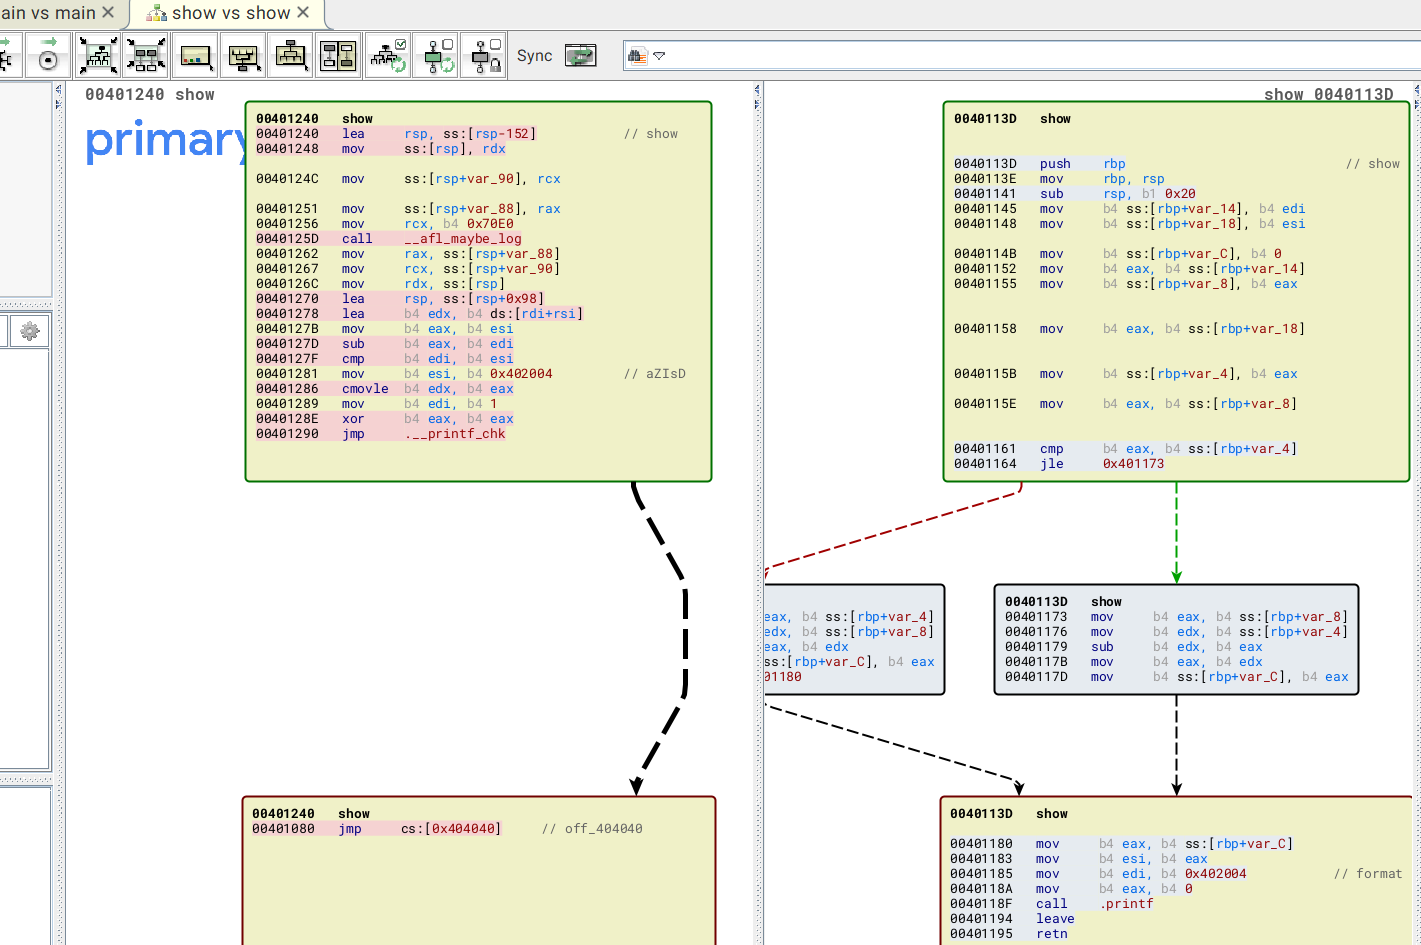 ain vs main
show vs show
Sync
00401240 show
primary
00401240 show
00401240 lea rsp, ss:[rsp-152] // show
00401248 mov ss:[rsp], rdx
0040124C mov ss:[rsp+var_90], rcx
00401251 mov ss:[rsp+var_88], rax
00401256 mov rcx, b4 0x70E0
0040125D call __afl_maybe_log
00401262 mov rax, ss:[rsp+var_88]
00401267 mov rcx, ss:[rsp+var_90]
0040126C mov rdx, ss:[rsp]
00401270 lea rsp, ss:[rsp+0x98]
00401278 lea b4 edx, b4 ds:[rdi+rsi]
0040127B mov b4 eax, b4 esi
0040127D sub b4 eax, b4 edi
0040127F cmp b4 edi, b4 esi
00401281 mov b4 esi, b4 0x402004 // aZIsD
00401286 cmovle b4 edx, b4 eax
00401289 mov b4 edi, b4 1
0040128E xor b4 eax, b4 eax
00401290 jmp .__printf_chk
00401240 show
00401080 jmp cs:[0x404040] // off_404040
show 0040113D
0040113D show
0040113D push rbp // show
0040113E mov rbp, rsp
00401141 sub rsp, b1 0x20
00401145 mov b4 ss:[rbp+var_14], b4 edi
00401148 mov b4 ss:[rbp+var_18], b4 esi
0040114B mov b4 ss:[rbp+var_C], b4 0
00401152 mov b4 eax, b4 ss:[rbp+var_14]
00401155 mov b4 ss:[rbp+var_8], b4 eax
00401158 mov b4 eax, b4 ss:[rbp+var_18]
0040115B mov b4 ss:[rbp+var_4], b4 eax
0040115E mov b4 eax, b4 ss:[rbp+var_8]
00401161 cmp b4 eax, b4 ss:[rbp+var_4]
00401164 jle 0x401173
eax, b4 ss:[rbp+var_4]
edx, b4 ss:[rbp+var_8]
eax, b4 edx
ss:[rbp+var_C], b4 eax
01180
0040113D show
00401173 mov b4 eax, b4 ss:[rbp+var_8]
00401176 mov b4 edx, b4 ss:[rbp+var_4]
00401179 sub b4 edx, b4 eax
0040117B mov b4 eax, b4 edx
0040117D mov b4 ss:[rbp+var_C], b4 eax
0040113D show
00401180 mov b4 eax, b4 ss:[rbp+var_C]
00401183 mov b4 esi, b4 eax
00401185 mov b4 edi, b4 0x402004 // format
0040118A mov b4 eax, b4 0
0040118F call .printf
00401194 leave
00401195 retn